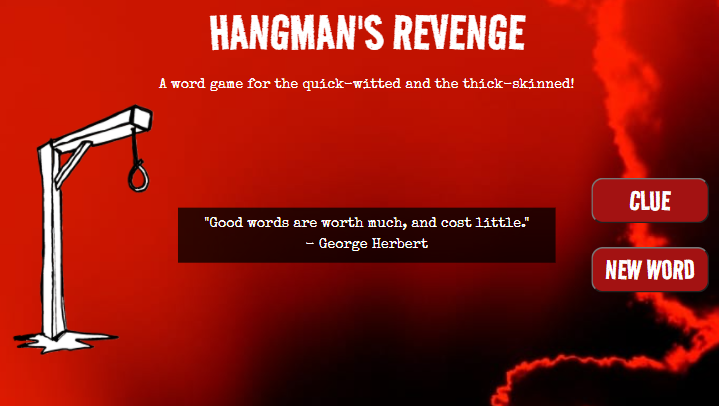 HANGMAN'S REVENGE
A word game for the quick-witted and the thick-skinned!
"Good words are worth much, and cost little."
- George Herbert
CLUE
NEW WORD